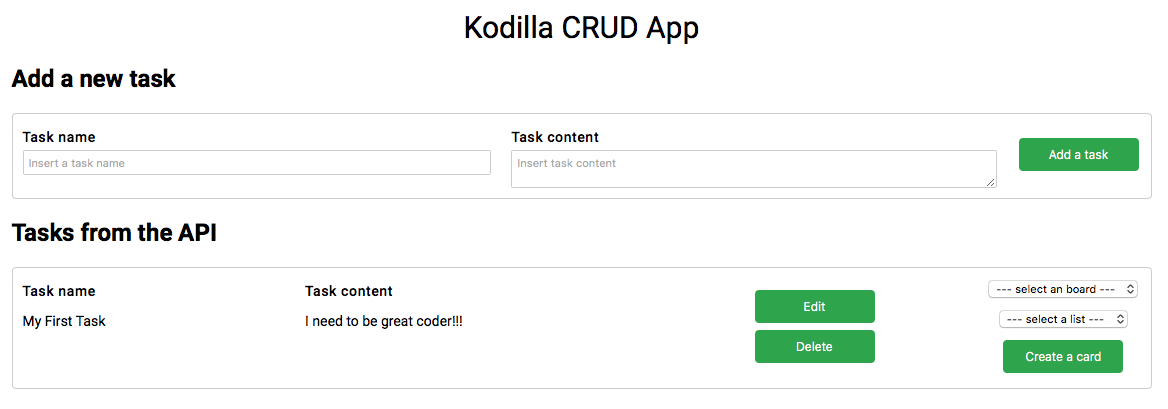 Kodilla CRUD App
Add a new task
Task name
Insert a task name
Task content
Insert task content
Add a task
Tasks from the API
Task name
My First Task
Task content
I need to be great coder!!!
Edit
Delete
--- select an board ---
--- select a list ---
Create a card